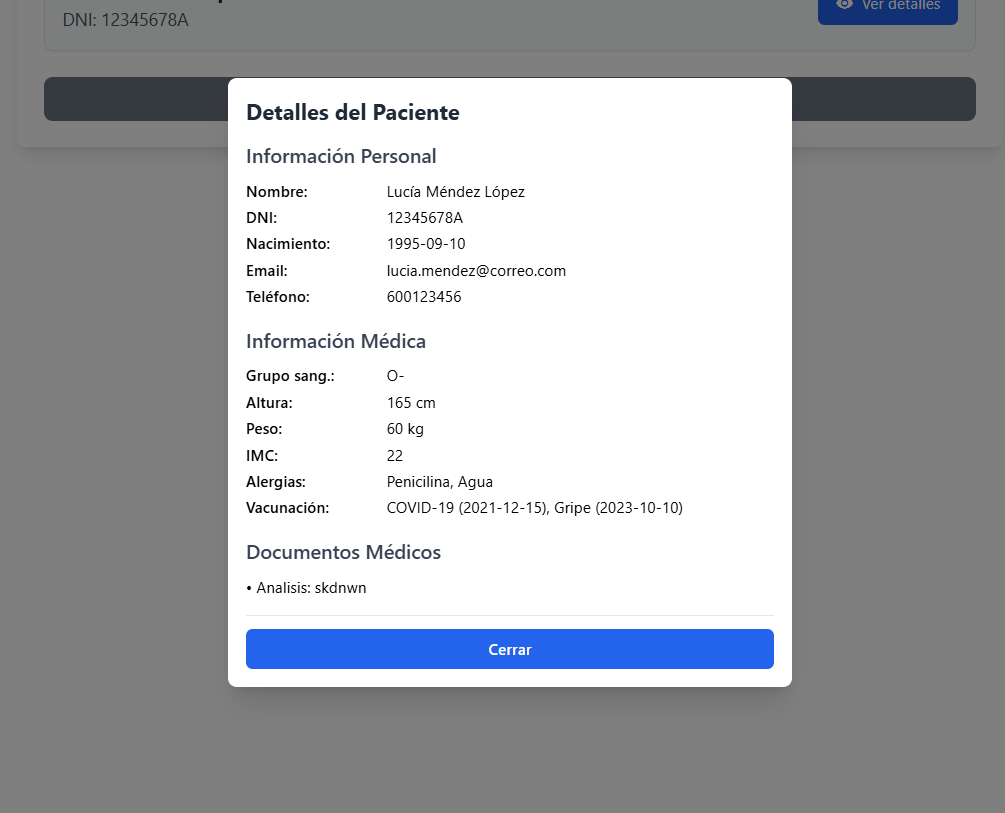 DNI: 12345678A
Ver detalles
Detalles del Paciente
Información Personal
Nombre: Lucía Méndez López
DNI: 12345678A
Nacimiento: 1995-09-10
Email: lucia.mendez@correo.com
Teléfono: 600123456
Información Médica
Grupo sang.: O-
Altura: 165 cm
Peso: 60 kg
IMC: 22
Alergias: Penicilina, Agua
Vacunación: COVID-19 (2021-12-15), Gripe (2023-10-10)
Documentos Médicos
• Analisis: skdnwn
Cerrar